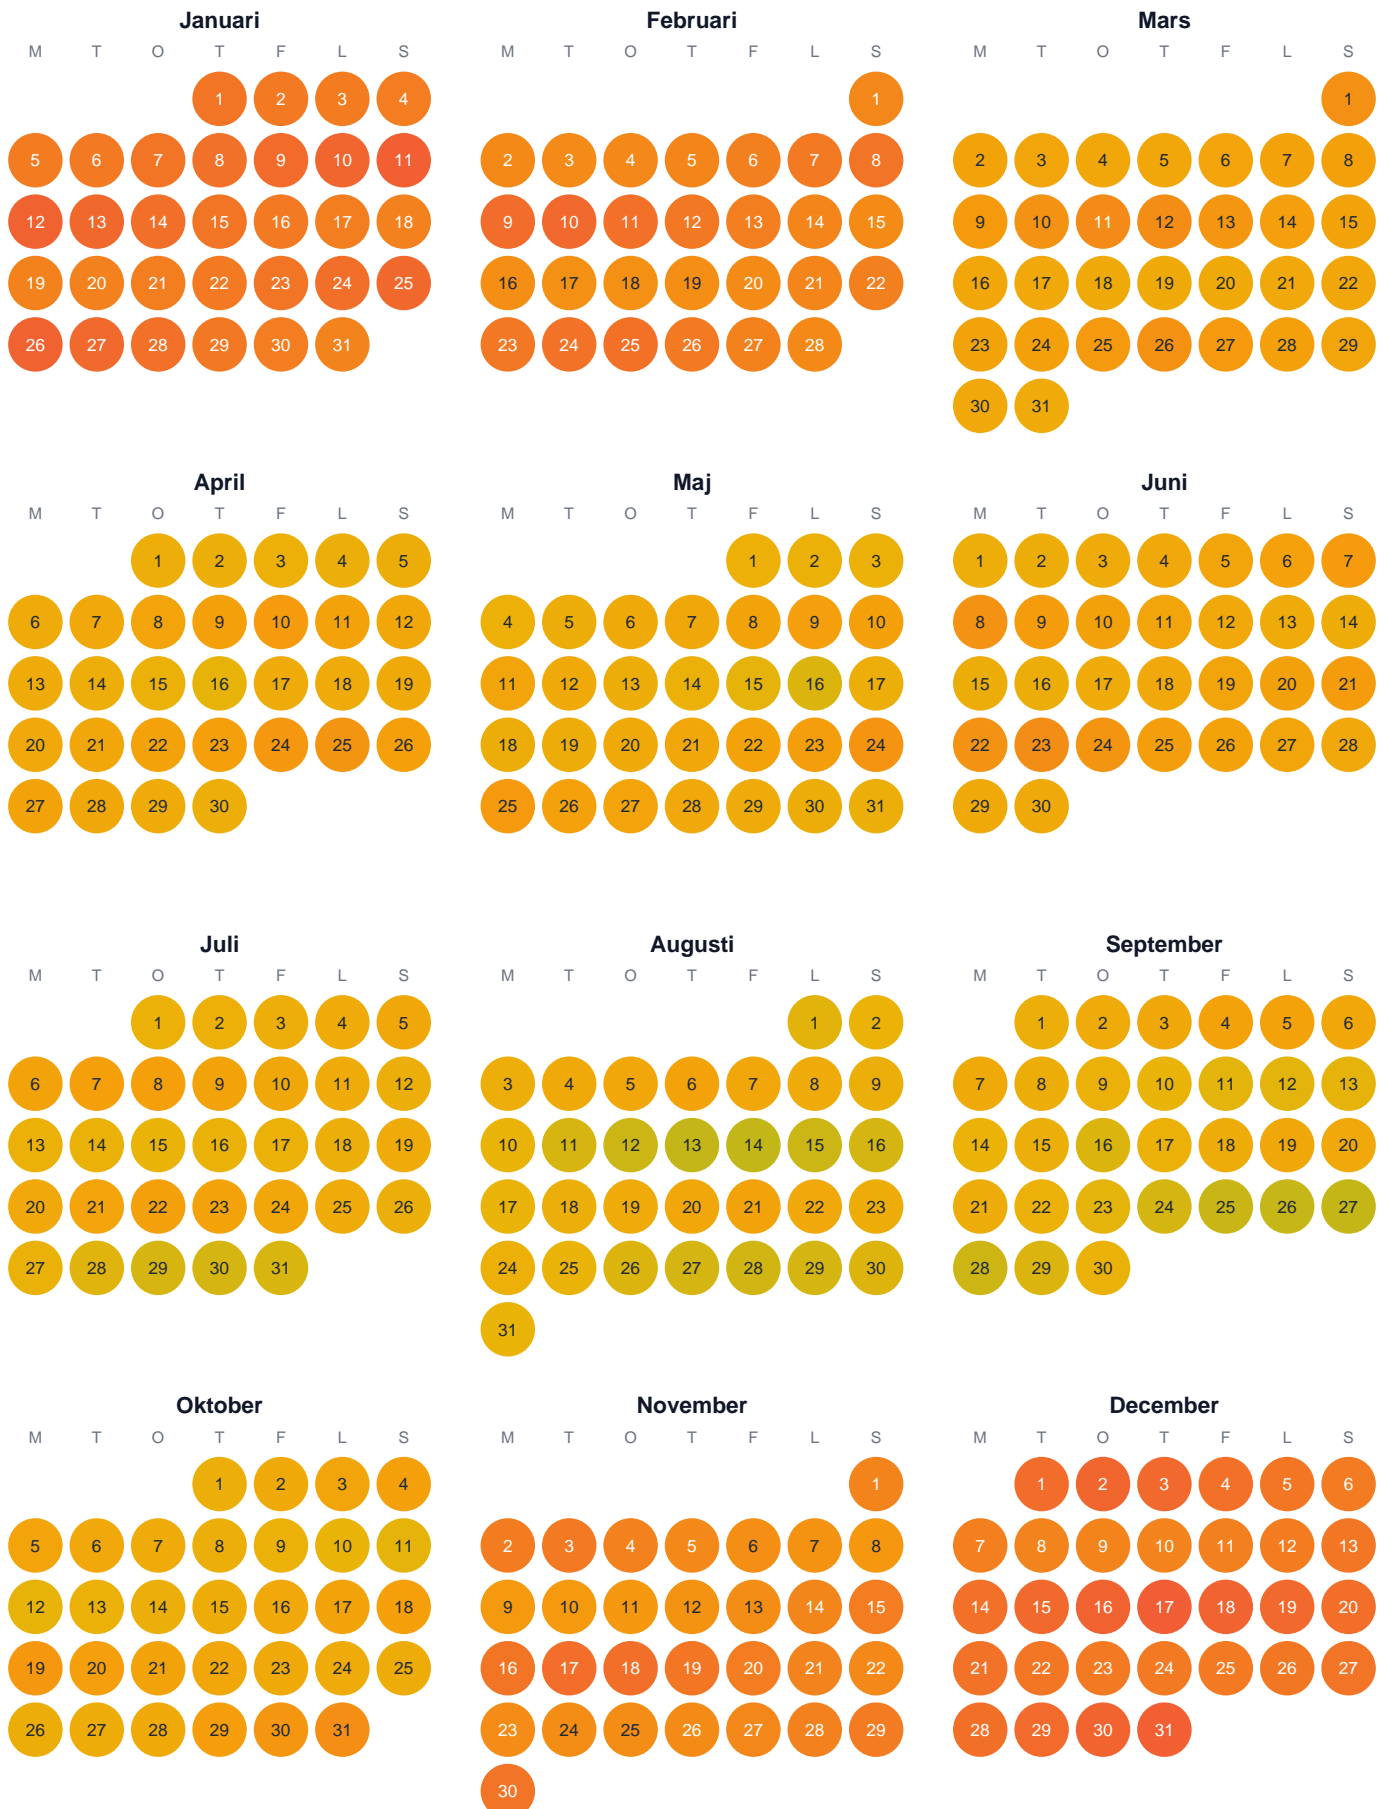 Januari Februari Mars
M T O T F L S M T O T F L S M T O T F L S
1 2 3 4 1 1
5 6 7 8 9 10 11 2 3 4 5 6 7 8 2 3 4 5 6 7 8
12 13 14 15 16 17 18 9 10 11 12 13 14 15 9 10 11 12 13 14 15
19 20 21 22 23 24 25 16 17 18 19 20 21 22 16 17 18 19 20 21 22
26 27 28 29 30 31 23 24 25 26 27 28 23 24 25 26 27 28 29
30 31
April Maj Juni
M T O T F L S M T O T F L S M T O T F L S
1 2 3 4 5 1 2 3 1 2 3 4 5 6 7
6 7 8 9 10 11 12 4 5 6 7 8 9 10 8 9 10 11 12 13 14
13 14 15 16 17 18 19 11 12 13 14 15 16 17 15 16 17 18 19 20 21
20 21 22 23 24 25 26 18 19 20 21 22 23 24 22 23 24 25 26 27 28
27 28 29 30 25 26 27 28 29 30 31 29 30
Juli Augusti September
M T O T F L S M T O T F L S M T O T F L S
1 2 3 4 5 1 2 1 2 3 4 5 6
6 7 8 9 10 11 12 3 4 5 6 7 8 9 7 8 9 10 11 12 13
13 14 15 16 17 18 19 10 11 12 13 14 15 16 14 15 16 17 18 19 20
20 21 22 23 24 25 26 17 18 19 20 21 22 23 21 22 23 24 25 26 27
27 28 29 30 31 24 25 26 27 28 29 30 28 29 30
31
Oktober November December
M T O T F L S M T O T F L S M T O T F L S
1 2 3 4 1 1 2 3 4 5 6
5 6 7 8 9 10 11 2 3 4 5 6 7 8 7 8 9 10 11 12 13
12 13 14 15 16 17 18 9 10 11 12 13 14 15 14 15 16 17 18 19 20
19 20 21 22 23 24 25 16 17 18 19 20 21 22 21 22 23 24 25 26 27
26 27 28 29 30 31 23 24 25 26 27 28 29 28 29 30 31
30